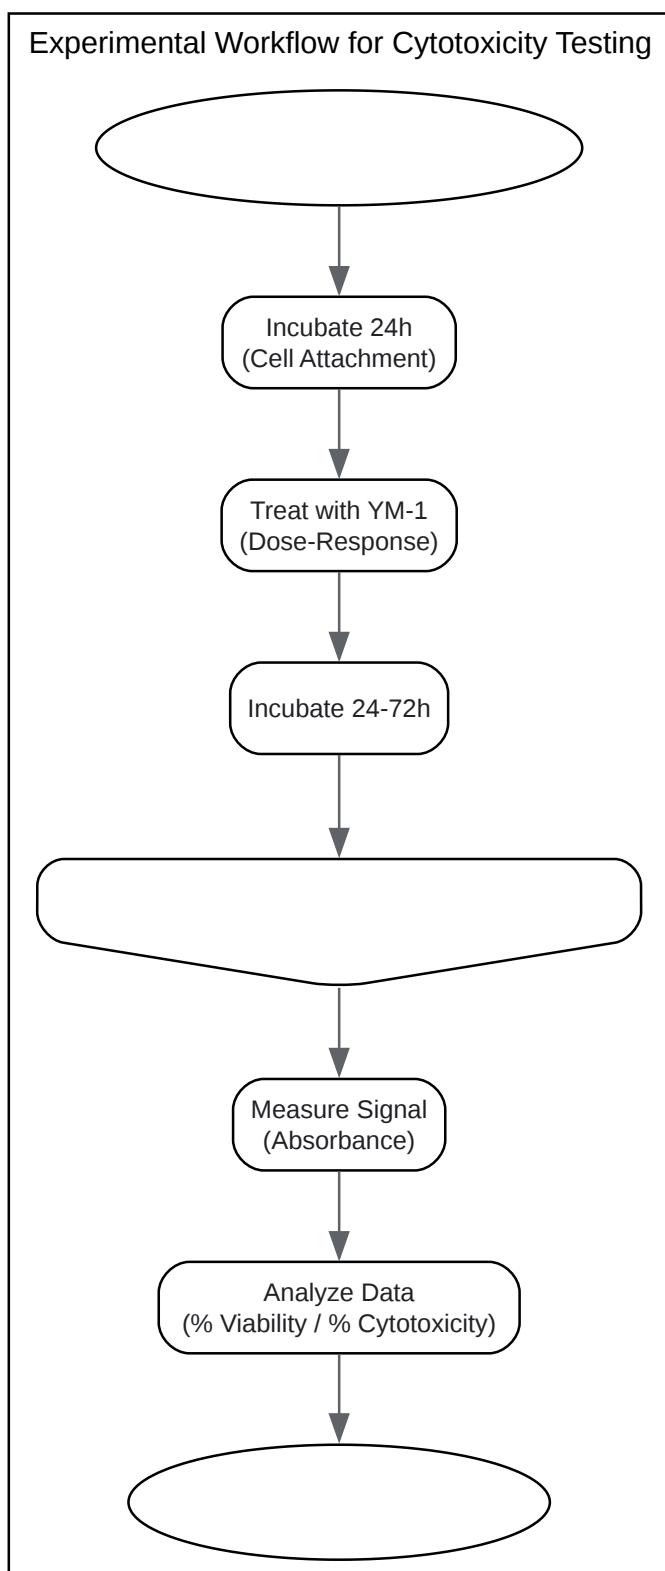 Experimental Workflow for Cytotoxicity Testing
Incubate 24h
(Cell Attachment)
Treat with YM-1
(Dose-Response)
Incubate 24-72h
Measure Signal
(Absorbance)
Analyze Data
(% Viability / % Cytotoxicity)